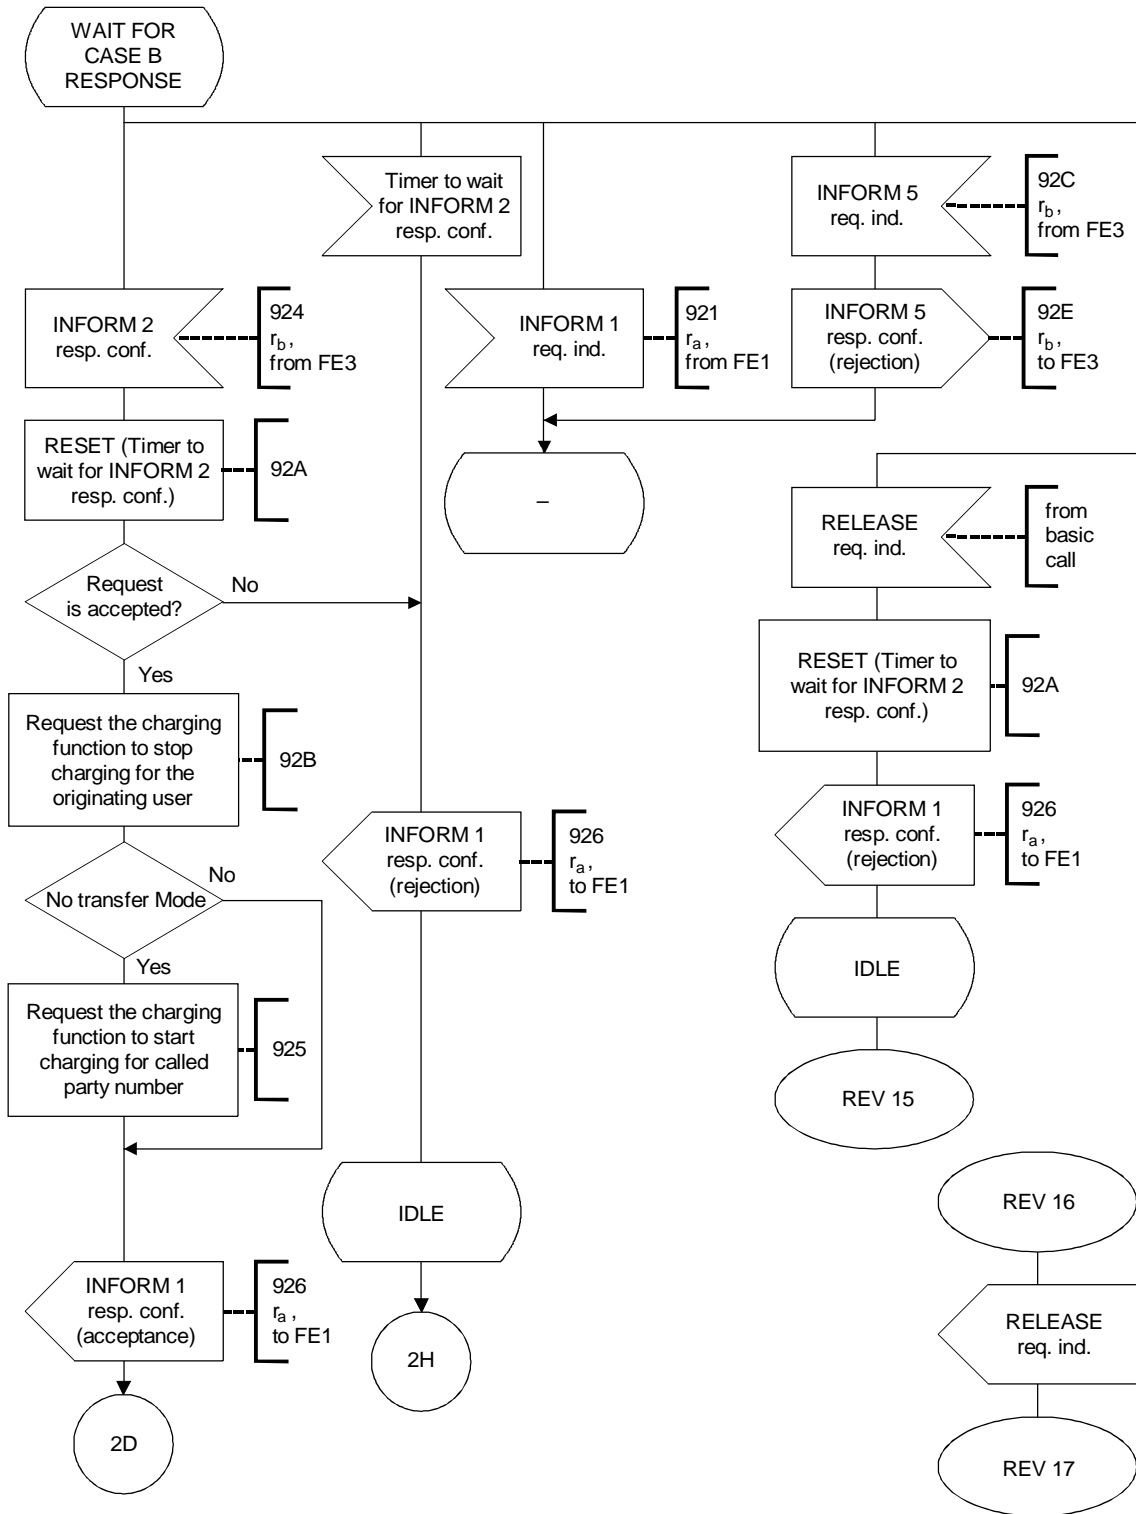 WAIT FOR
CASE B
RESPONSE
Timer to wait
for INFORM 2
resp. conf.
INFORM 5
req. ind.
92C
rb,
from FE3
INFORM 2
resp. conf.
924
rb,
from FE3
INFORM 1
req. ind.
921
ra,
from FE1
INFORM 5
resp. conf.
(rejection)
92E
rb,
to FE3
RESET (Timer to
wait for INFORM 2
resp. conf.)
92A
–
RELEASE
req. ind.
from
basic
call
Request
is accepted?
No
Yes
RESET (Timer to
wait for INFORM 2
resp. conf.)
92A
Request the charging
function to stop
charging for the
originating user
92B
INFORM 1
resp. conf.
(rejection)
926
ra,
to FE1
INFORM 1
resp. conf.
(rejection)
926
ra,
to FE1
No transfer Mode
No
Yes
IDLE
Request the charging
function to start
charging for called
party number
925
REV 15
IDLE
REV 16
INFORM 1
resp. conf.
(acceptance)
926
ra,
to FE1
RELEASE
req. ind.
2H
2D
REV 17